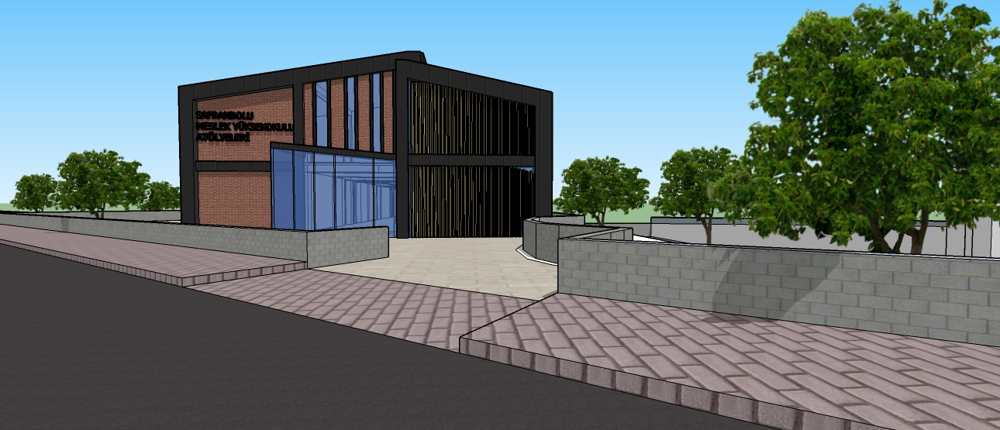 SAFRANBOLU
MESLEK YÜKSEKOKULU
ATÖLYELERİ